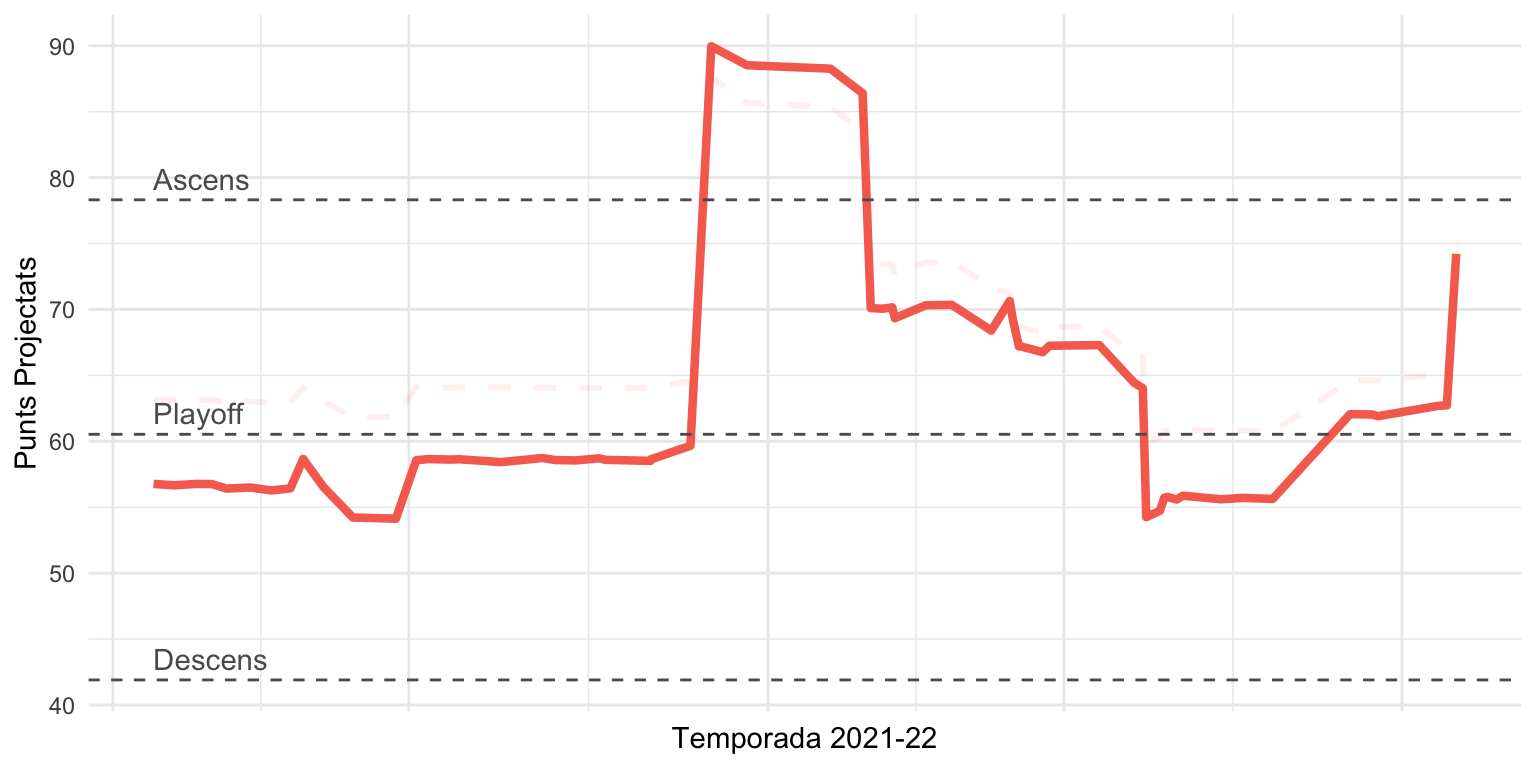 90
80
70
60
50
40
Ascens
Playoff
Descens
Punts Projectats
Temporada 2021-22